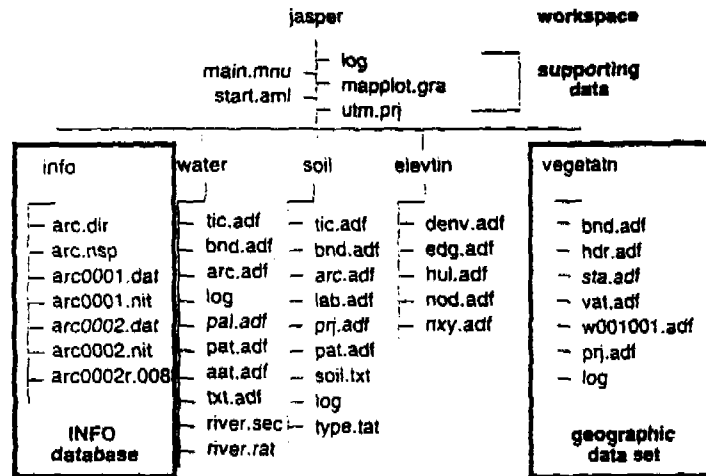 jasper
workspace
log
main.mnu
mapplot.gra
start.aml
utm.prj
supporting
data
info
arc.dir
arc.nsp
arc0001.dat
arc0001.nit
arc0002.dat
arc0002.nit
arc0002r.008
INFO
database
water
tic.adf
bnd.adf
arc.adf
log
pal.adf
pat.adf
aat.adf
txt.adf
river.sec
river.rat
soil
tic.adf
bnd.adf
arc.adf
lab.adf
prj.adf
pat.adf
soil.txt
log
type.tat
elevtin
denv.adf
edg.adf
hul.adf
nod.adf
nxy.adf
vegetatn
bnd.adf
hdr.adf
sta.adf
vat.adf
w001001.adf
prj.adf
log
geographic
data set